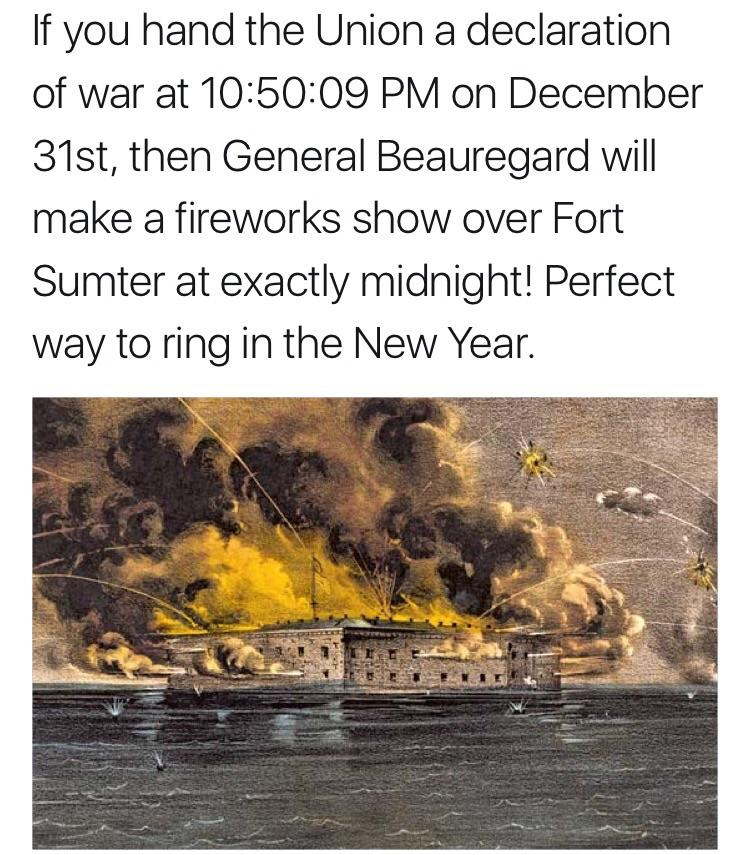 If you hand the Union a declaration
of war at 10:50:09 PM on December
31st, then General Beauregard will
make a fireworks show over Fort
Sumter at exactly midnight! Perfect
way to ring in the New Year.